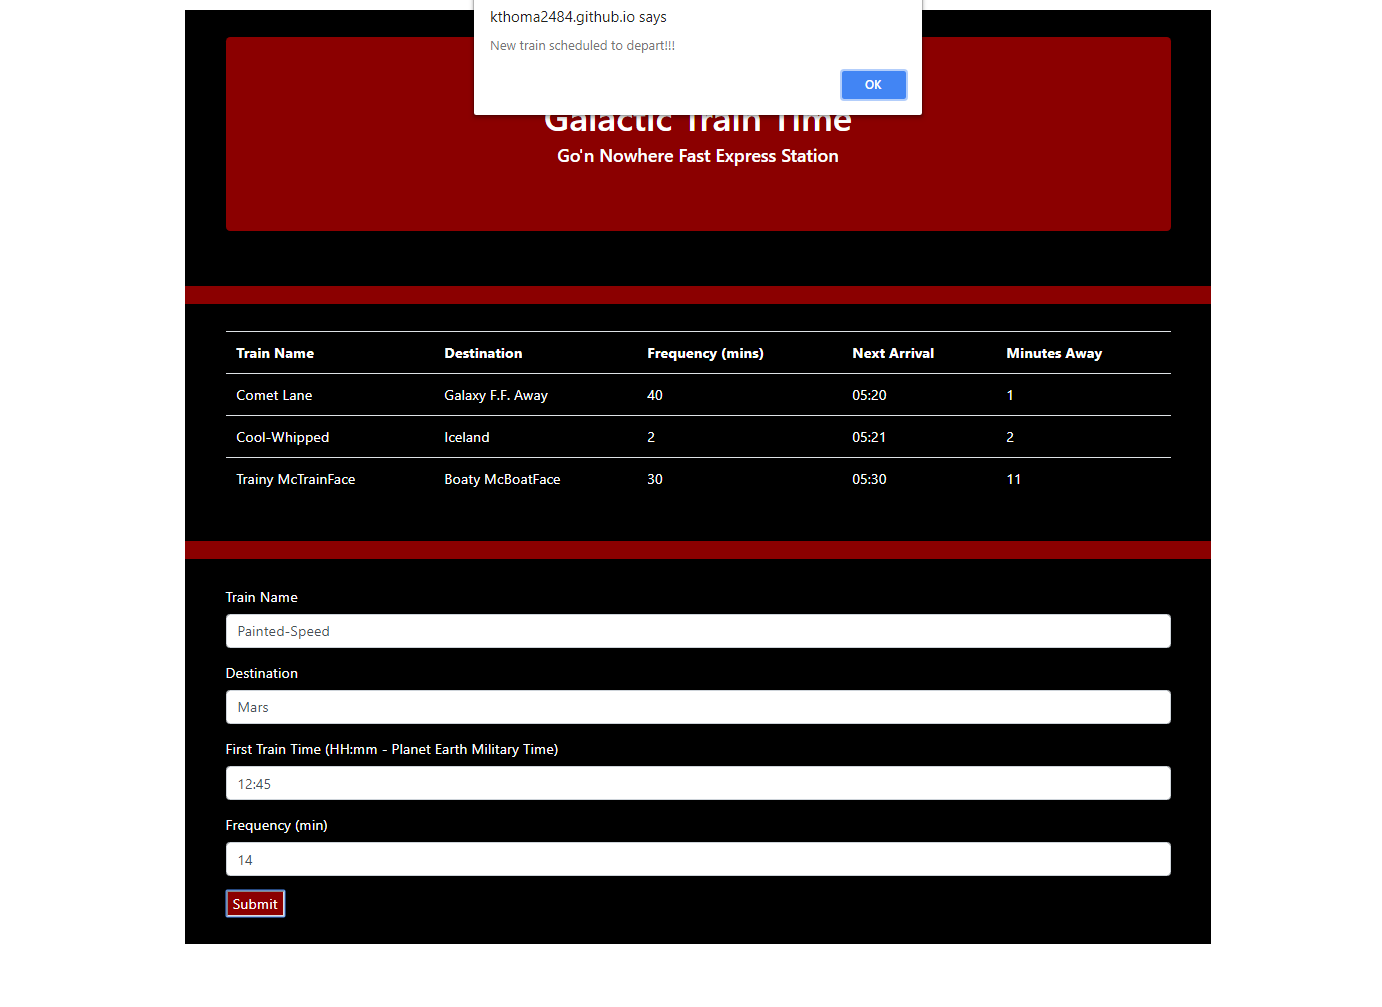 kthoma2484.github.io says
New train scheduled to depart!!!
OK
Galactic Train Time
Go'n Nowhere Fast Express Station
Train Name Destination Frequency (mins) Next Arrival Minutes Away
Comet Lane Galaxy F.F. Away 40 05:20 1
Cool-Whipped Iceland 2 05:21 2
Trainy McTrainFace Boaty McBoatFace 30 05:30 11
Train Name
Painted-Speed
Destination
Mars
First Train Time (HH:mm - Planet Earth Military Time)
12:45
Frequency (min)
14
Submit